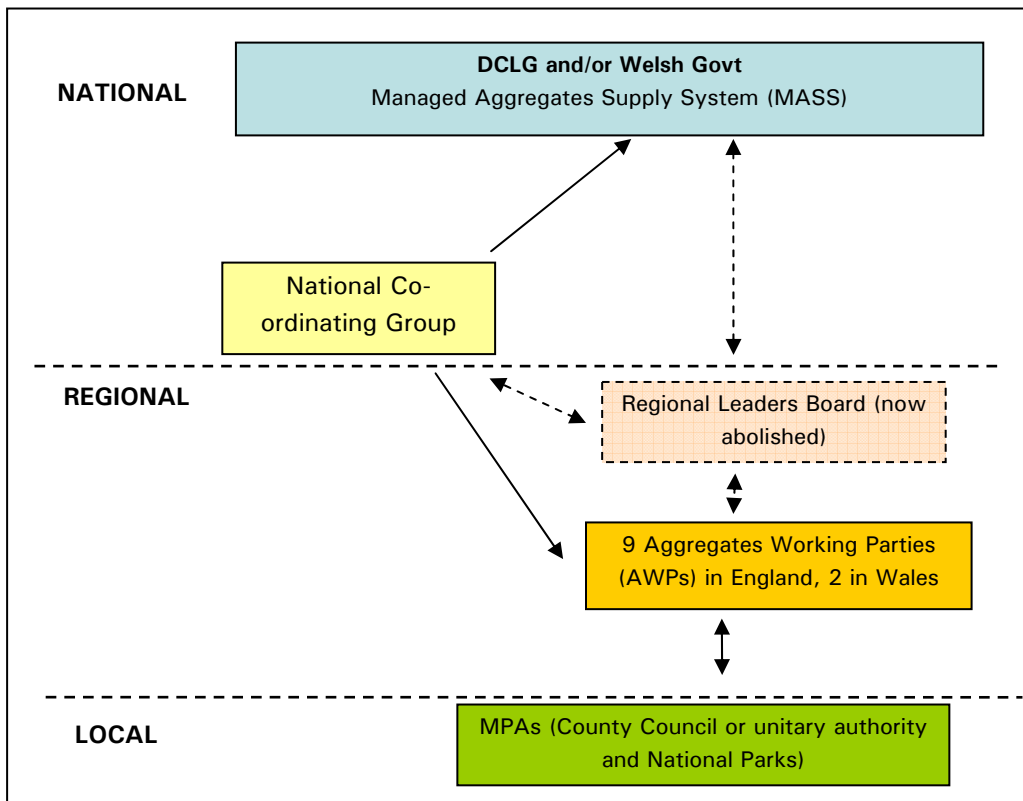 NATIONAL
DCLG and/or Welsh Govt
Managed Aggregates Supply System (MASS)
National Co-
ordinating Group
REGIONAL
Regional Leaders Board (now
abolished)
9 Aggregates Working Parties
(AWPs) in England, 2 in Wales
LOCAL
MPAs (County Council or unitary authority
and National Parks)